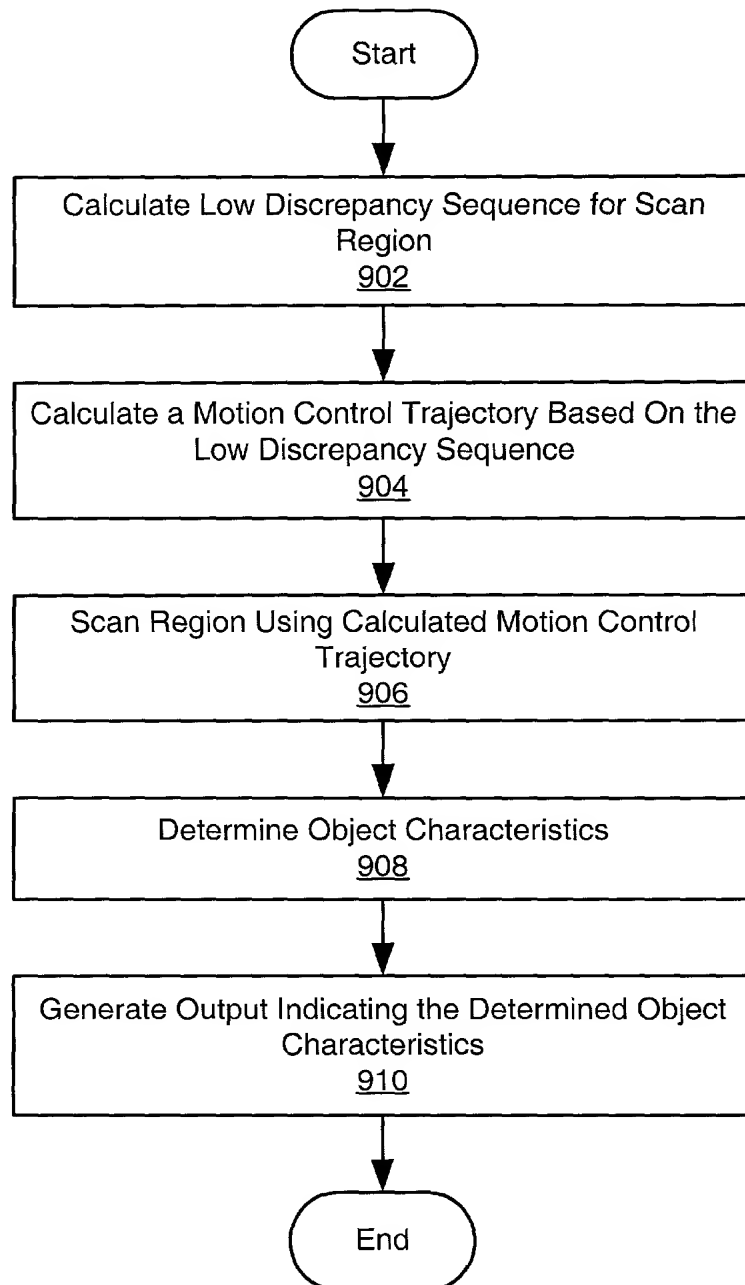 Start
Calculate Low Discrepancy Sequence for Scan
Region
902
Calculate a Motion Control Trajectory Based On the
Low Discrepancy Sequence
904
Scan Region Using Calculated Motion Control
Trajectory
906
Determine Object Characteristics
908
Generate Output Indicating the Determined Object
Characteristics
910
End